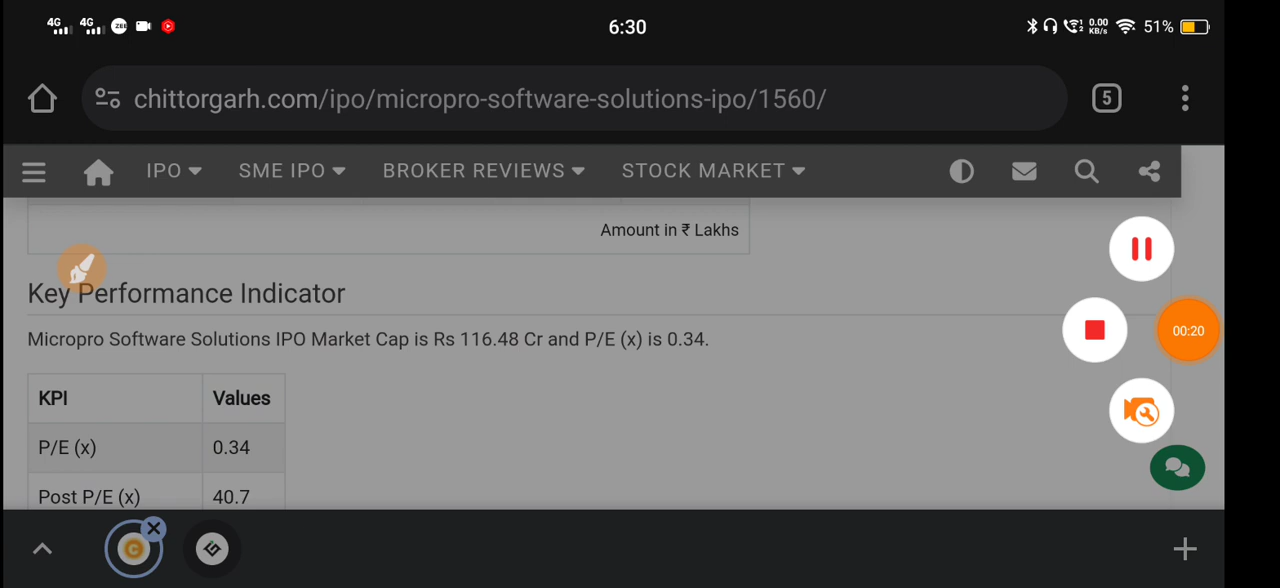 4G 4G ZEE 6:30 0.00 KB/s 51%
chittorgarh.com/ipo/micropro-software-solutions-ipo/1560/ 5
IPO SME IPO BROKER REVIEWS STOCK MARKET
Amount in ₹ Lakhs
Key Performance Indicator
Micropro Software Solutions IPO Market Cap is Rs 116.48 Cr and P/E (x) is 0.34.
00:20
KPI Values
P/E (x) 0.34
Post P/E (x) 40.7
C